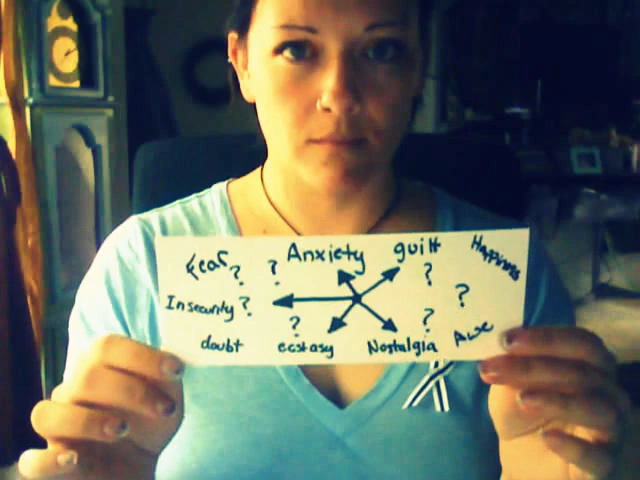 Fear ? ? Anxiety guilt Happiness
Insecurity ? ? ?
doubt ? ecstasy ? Nostalgia Awe